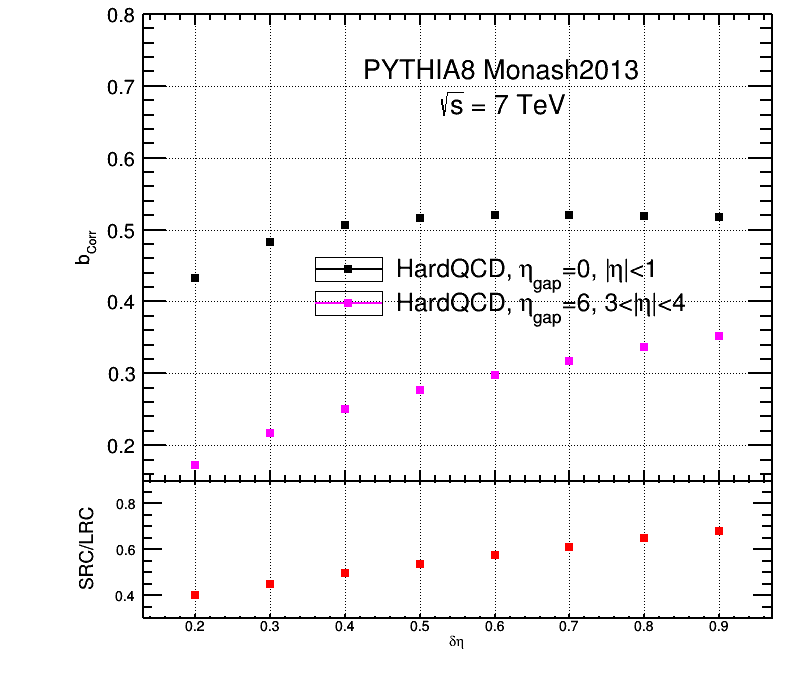 0.8
PYTHIA8 Monash2013
0.7
√s = 7 TeV
0.6
0.5
b_Corr
HardQCD, η_gap=0, |η|<1
0.4
HardQCD, η_gap=6, 3<|η|<4
0.3
0.2
0.8
SRC/LRC
0.6
0.4
0.2 0.3 0.4 0.5 0.6 0.7 0.8 0.9
δη